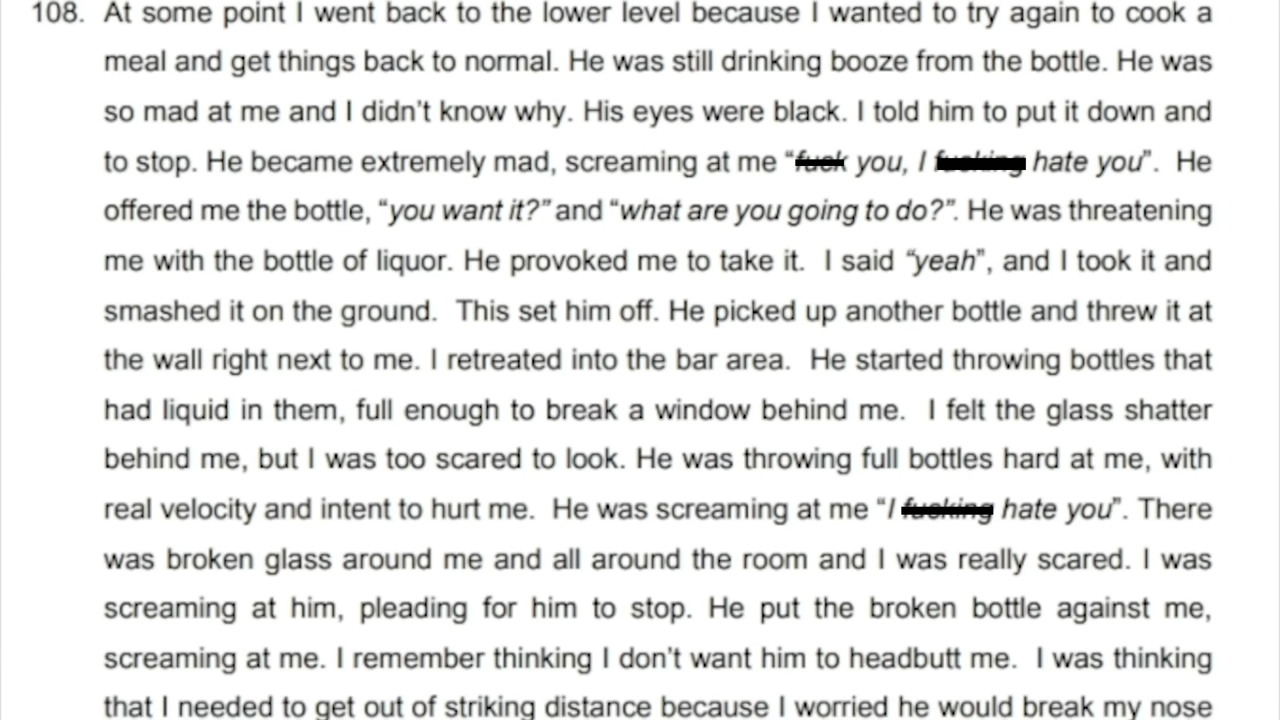 108. At some point I went back to the lower level because I wanted to try again to cook a
meal and get things back to normal. He was still drinking booze from the bottle. He was
so mad at me and I didn't know why. His eyes were black. I told him to put it down and
to stop. He became extremely mad, screaming at me “fuck you, I fucking hate you”. He
offered me the bottle, “you want it?” and “what are you going to do?”. He was threatening
me with the bottle of liquor. He provoked me to take it. I said “yeah”, and I took it and
smashed it on the ground. This set him off. He picked up another bottle and threw it at
the wall right next to me. I retreated into the bar area. He started throwing bottles that
had liquid in them, full enough to break a window behind me. I felt the glass shatter
behind me, but I was too scared to look. He was throwing full bottles hard at me, with
real velocity and intent to hurt me. He was screaming at me “I fucking hate you”. There
was broken glass around me and all around the room and I was really scared. I was
screaming at him, pleading for him to stop. He put the broken bottle against me,
screaming at me. I remember thinking I don't want him to headbutt me. I was thinking
that I needed to get out of striking distance because I worried he would break my nose